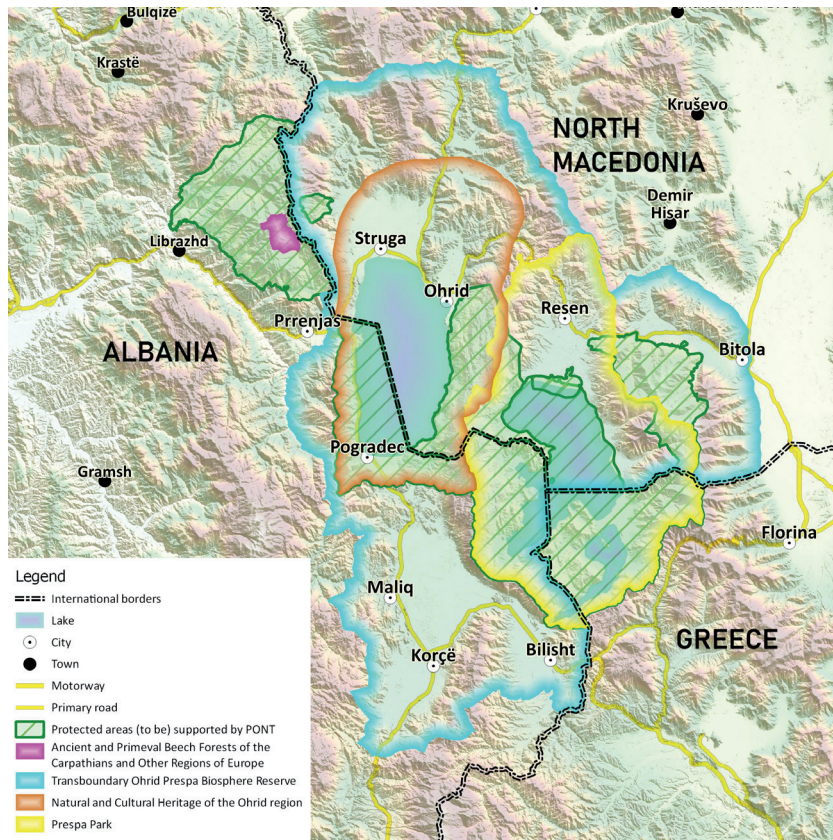 Bulqizë
Krastë
Kruševo
NORTH
MACEDONIA
Demir
Hisar
Librazhd
Struga
Ohrid
Resen
Prrenjas
Bitola
ALBANIA
Pogradec
Gramsh
Florina
Maliq
Korçë
Bilisht
GREECE
Legend
International borders
Lake
City
Town
Motorway
Primary road
Protected areas (to be) supported by PONT
Ancient and Primeval Beech Forests of the
Carpathians and Other Regions of Europe
Transboundary Ohrid Prespa Biosphere Reserve
Natural and Cultural Heritage of the Ohrid region
Prespa Park